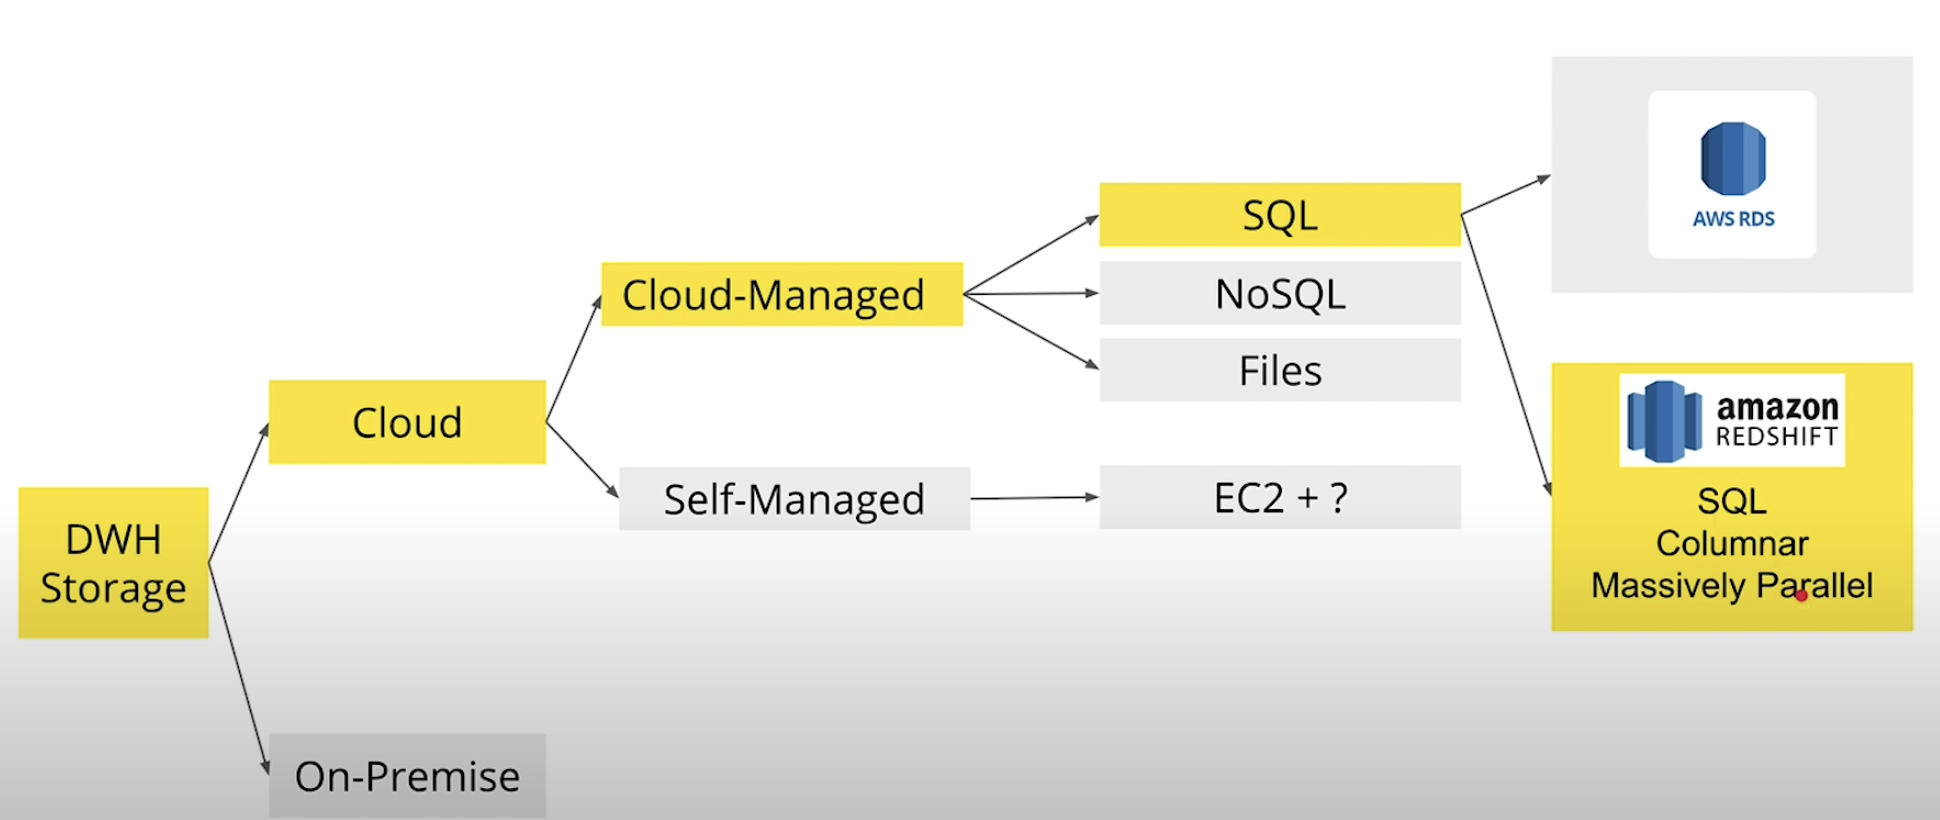 DWH
Storage
Cloud
On-Premise
Cloud-Managed
Self-Managed
SQL
NoSQL
Files
EC2 + ?
AWS RDS
amazon
REDSHIFT
SQL
Columnar
Massively Parallel